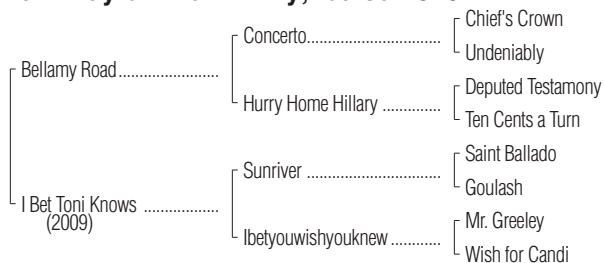 Chief's Crown
Concerto
Undeniably
Bellamy Road
Deputed Testamony
Hurry Home Hillary
Ten Cents a Turn
Saint Ballado
Sunriver
Goulash
I Bet Toni Knows
(2009)
Mr. Greeley
Ibetyouwishyouknew
Wish for Candi